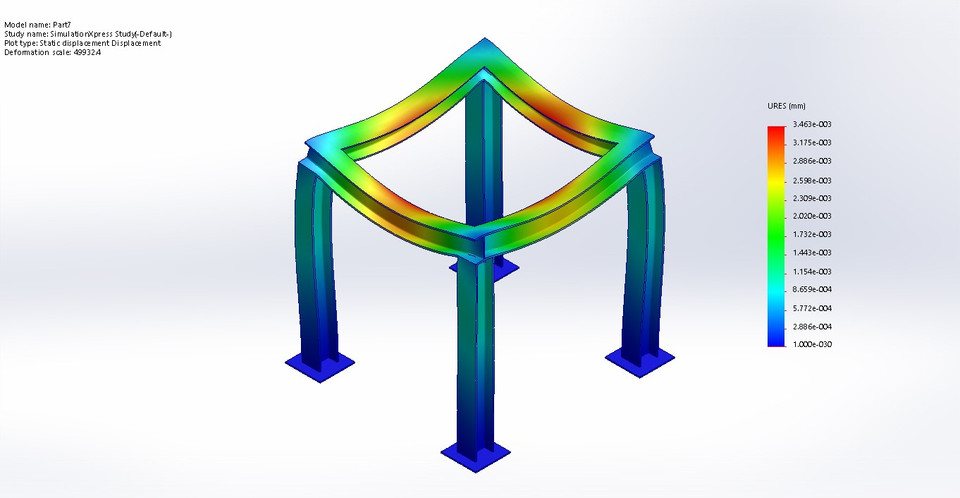 Model name: Part7
Study name: SimulationXpress Study(-Default-)
Plot type: Static displacement Displacement
Deformation scale: 49932.4
URES (mm)
3.463e-003
3.175e-003
2.886e-003
2.598e-003
2.309e-003
2.020e-003
1.732e-003
1.443e-003
1.154e-003
8.659e-004
5.772e-004
2.886e-004
1.000e-030